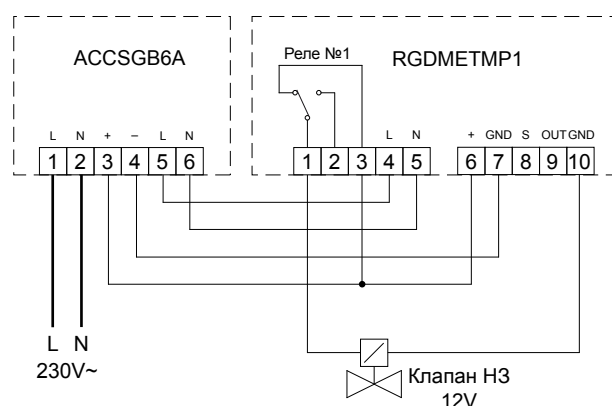 ACCSGB6A
L N + – L N
1 2 3 4 5 6
L N
230V~
RGDMETMP1
Реле №1
L N + GND S OUT GND
1 2 3 4 5 6 7 8 9 10
Клапан НЗ
12V